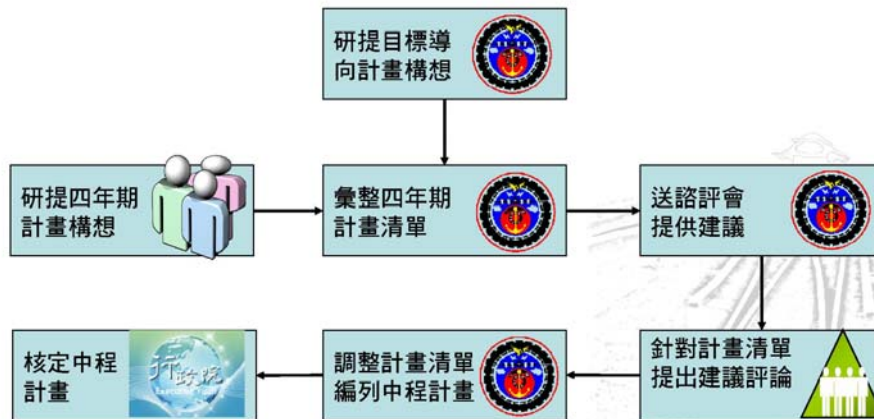 研提目標導
向計畫構想
研提四年期
計畫構想
彙整四年期
計畫清單
送諮評會
提供建議
核定中程
計畫
行政院
調整計畫清單
編列中程計畫
針對計畫清單
提出建議評論